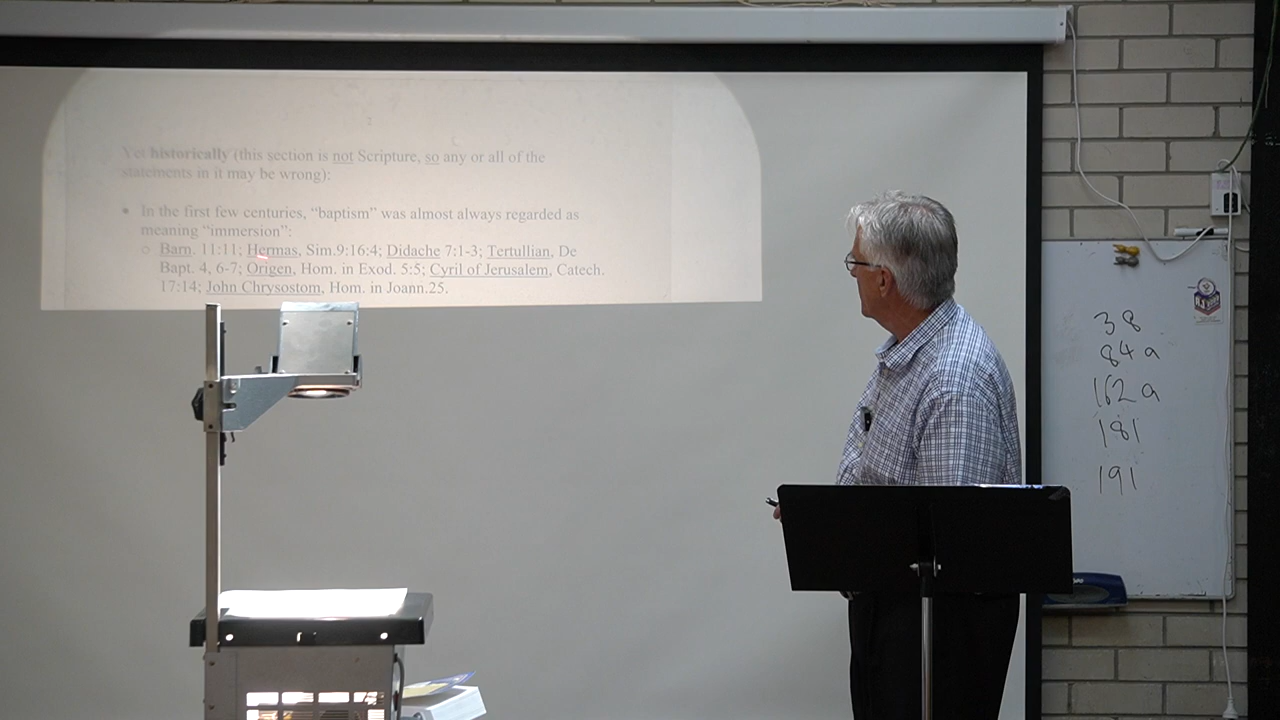 Yet historically (this section is not Scripture, so any or all of the
statements in it may be wrong):
• In the first few centuries, “baptism” was almost always regarded as
meaning “immersion”:
○ Barn. 11:11; Hermas, Sim.9:16:4; Didache 7:1-3; Tertullian, De
Bapt. 4, 6-7; Origen, Hom. in Exod. 5:5; Cyril of Jerusalem, Catech.
17:14; John Chrysostom, Hom. in Joann.25.
38
84a
162a
181
191